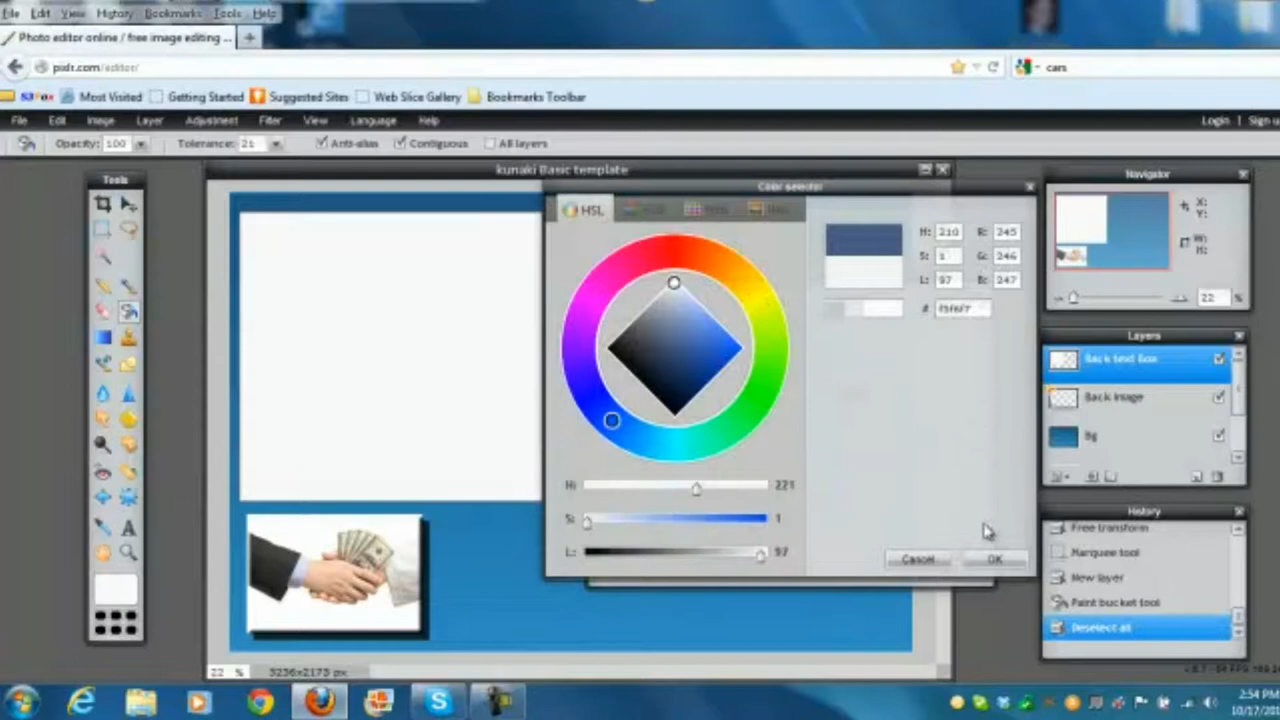 File Edit View History Bookmarks Tools Help
Photo editor online / free image editing ...
pixlr.com/editor/
cars
Most Visited Getting Started Suggested Sites Web Slice Gallery Bookmarks Toolbar
File Edit Image Layer Adjustment Filter View Language Help
Login | Sign u
Opacity: 100 Tolerance: 21 Anti-alias Contiguous All layers
Tools
kunaki Basic template
Color selector
HSL
H: 210 R: 245
S: 1 G: 246
L: 97 B: 247
# f5f6f7
H: 221
S: 1
L: 97
Cancel OK
Navigator
X:
Y:
W:
H:
22 %
Layers
Back text Box
Back image
Bg
History
Free transform
Marquee tool
New layer
Paint bucket tool
Deselect all
22 % 3236x2173 px
2:54 PM
10/17/201